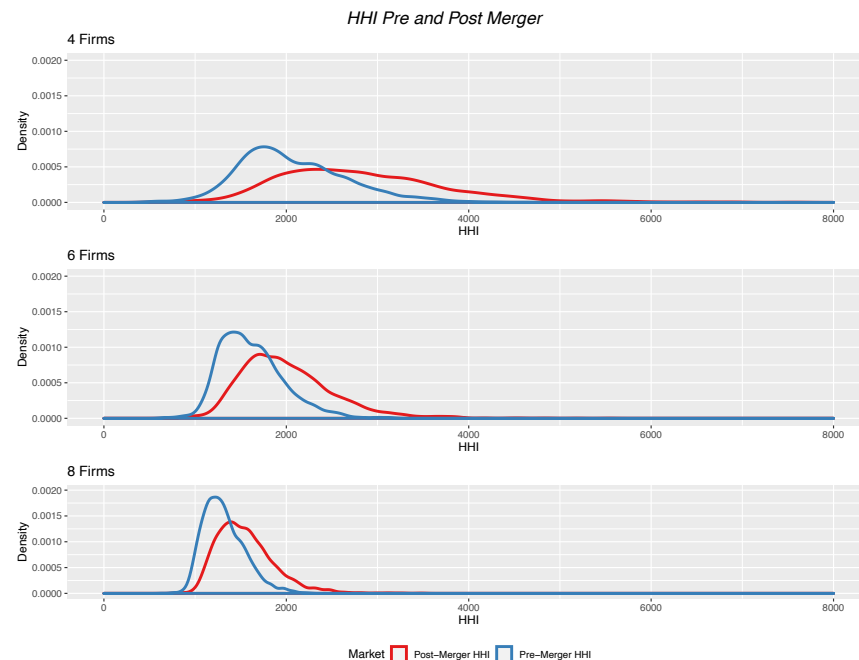 HHI Pre and Post Merger
4 Firms
0.0020
0.0015
0.0010
0.0005
0.0000
Density
0 2000 4000 6000 8000
HHI
6 Firms
0.0020
0.0015
0.0010
0.0005
0.0000
Density
0 2000 4000 6000 8000
HHI
8 Firms
0.0020
0.0015
0.0010
0.0005
0.0000
Density
0 2000 4000 6000 8000
HHI
Market Post−Merger HHI Pre−Merger HHI